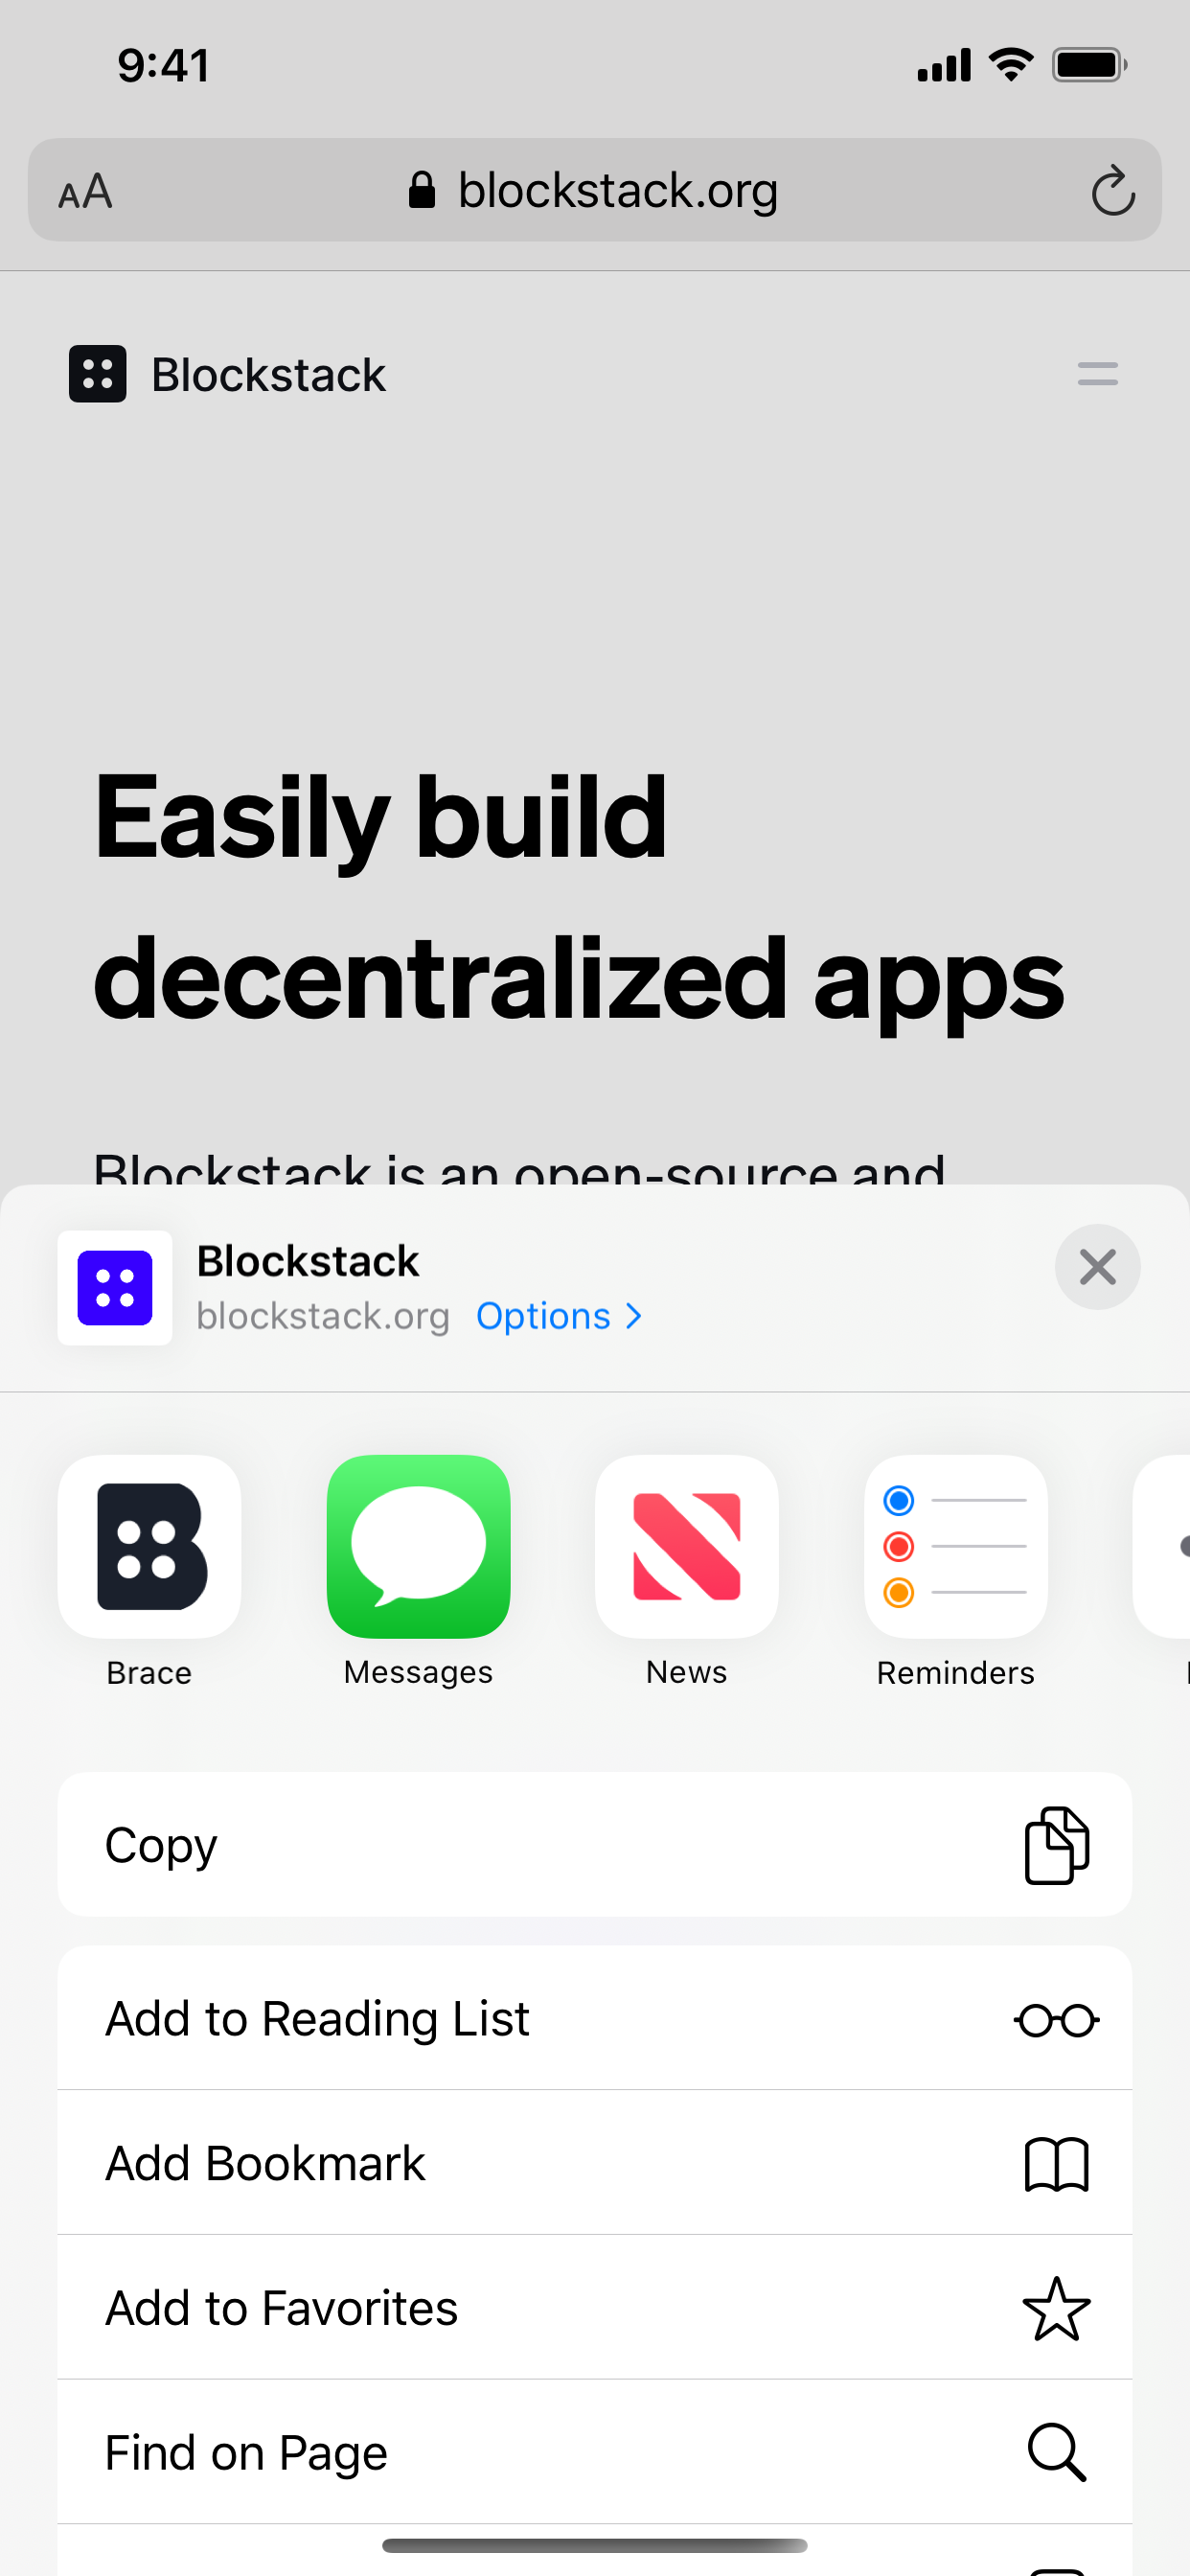 9:41
AA
blockstack.org
Blockstack
Easily build
decentralized apps
Blockstack is an open-source and
Blockstack
blockstack.org Options
Brace
Messages
News
Reminders
Copy
Add to Reading List
Add Bookmark
Add to Favorites
Find on Page